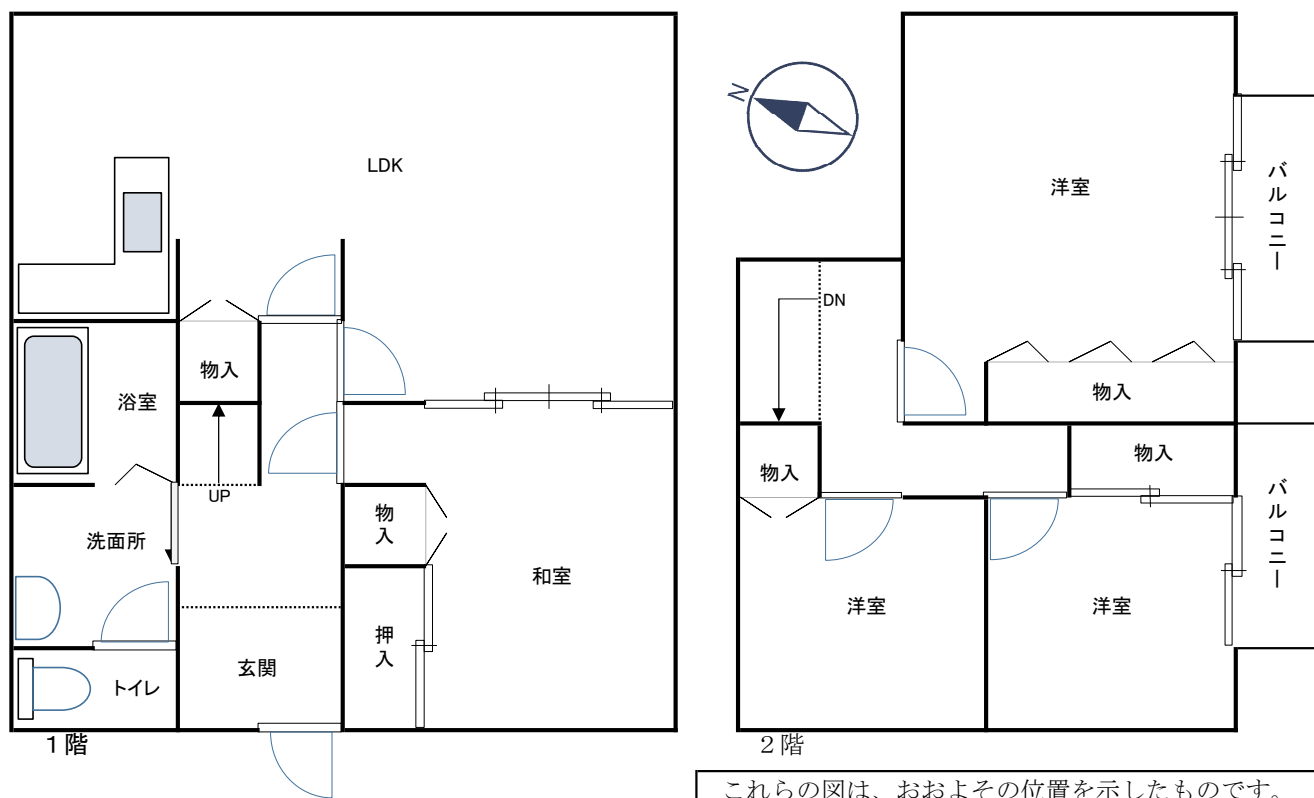 LDK
物入
浴室
UP
洗面所
物入
和室
押入
玄関
トイレ
1階
N
洋室
バルコニー
DN
物入
物入
物入
バルコニー
洋室
洋室
2階
これらの図は、おおよその位置を示したものです。